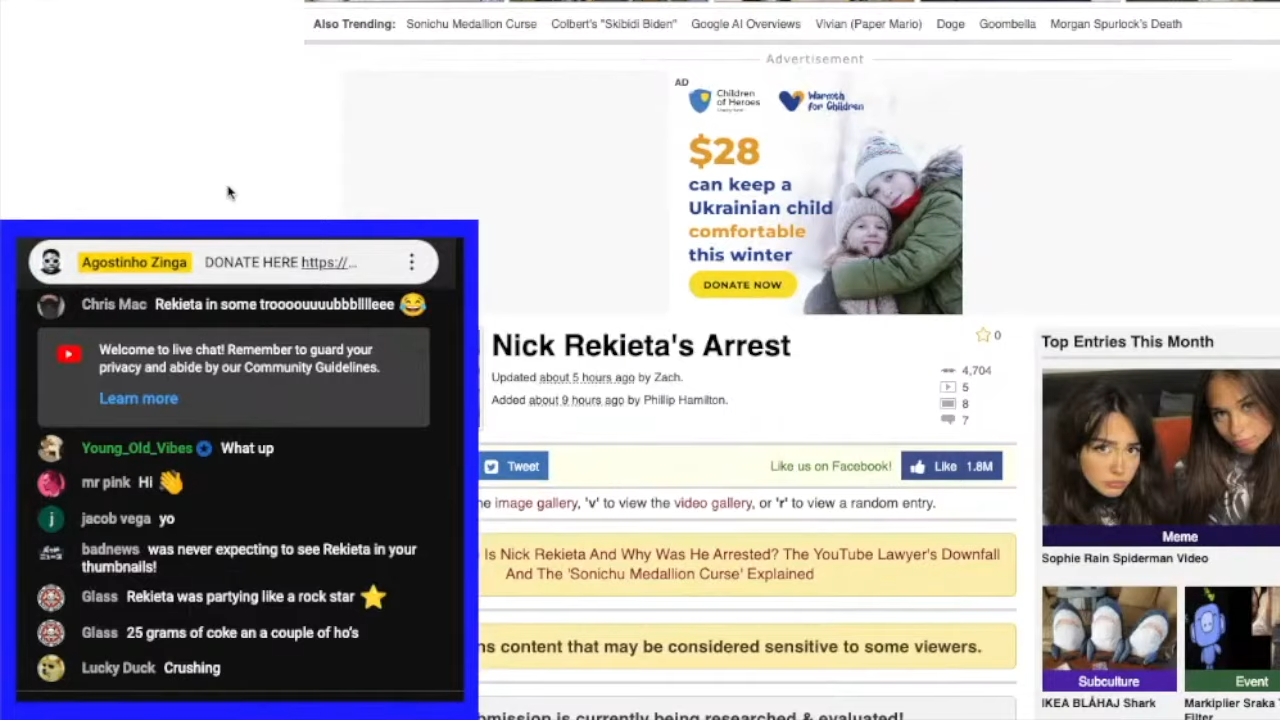 Also Trending: Sonichu Medallion Curse Colbert's "Skibidi Biden" Google AI Overviews Vivian (Paper Mario) Doge Goombella Morgan Spurlock's Death
Advertisement
AD
Children
of Heroes
Warmth
for Children
$28
can keep a
Ukrainian child
comfortable
this winter
DONATE NOW
Agostinho Zinga DONATE HERE https://...
Chris Mac Rekieta in some troooouuuubbblllleee 😂
Welcome to live chat! Remember to guard your
privacy and abide by our Community Guidelines.
Learn more
Young_Old_Vibes What up
mr pink Hi 👋
jacob vega yo
badnews was never expecting to see Rekieta in your
thumbnails!
Glass Rekieta was partying like a rock star ⭐
Glass 25 grams of coke an a couple of ho's
Lucky Duck Crushing
Nick Rekieta's Arrest
0
Updated about 5 hours ago by Zach.
Added about 9 hours ago by Phillip Hamilton.
4,704
5
8
7
Tweet
Like us on Facebook!
Like 1.8M
he image gallery, 'v' to view the video gallery, or 'r' to view a random entry.
Is Nick Rekieta And Why Was He Arrested? The YouTube Lawyer's Downfall
And The 'Sonichu Medallion Curse' Explained
ns content that may be considered sensitive to some viewers.
bmission is currently being researched & evaluated!
Top Entries This Month
Meme
Sophie Rain Spiderman Video
Subculture
IKEA BLÅHAJ Shark
Event
Markiplier Sraka
Filter